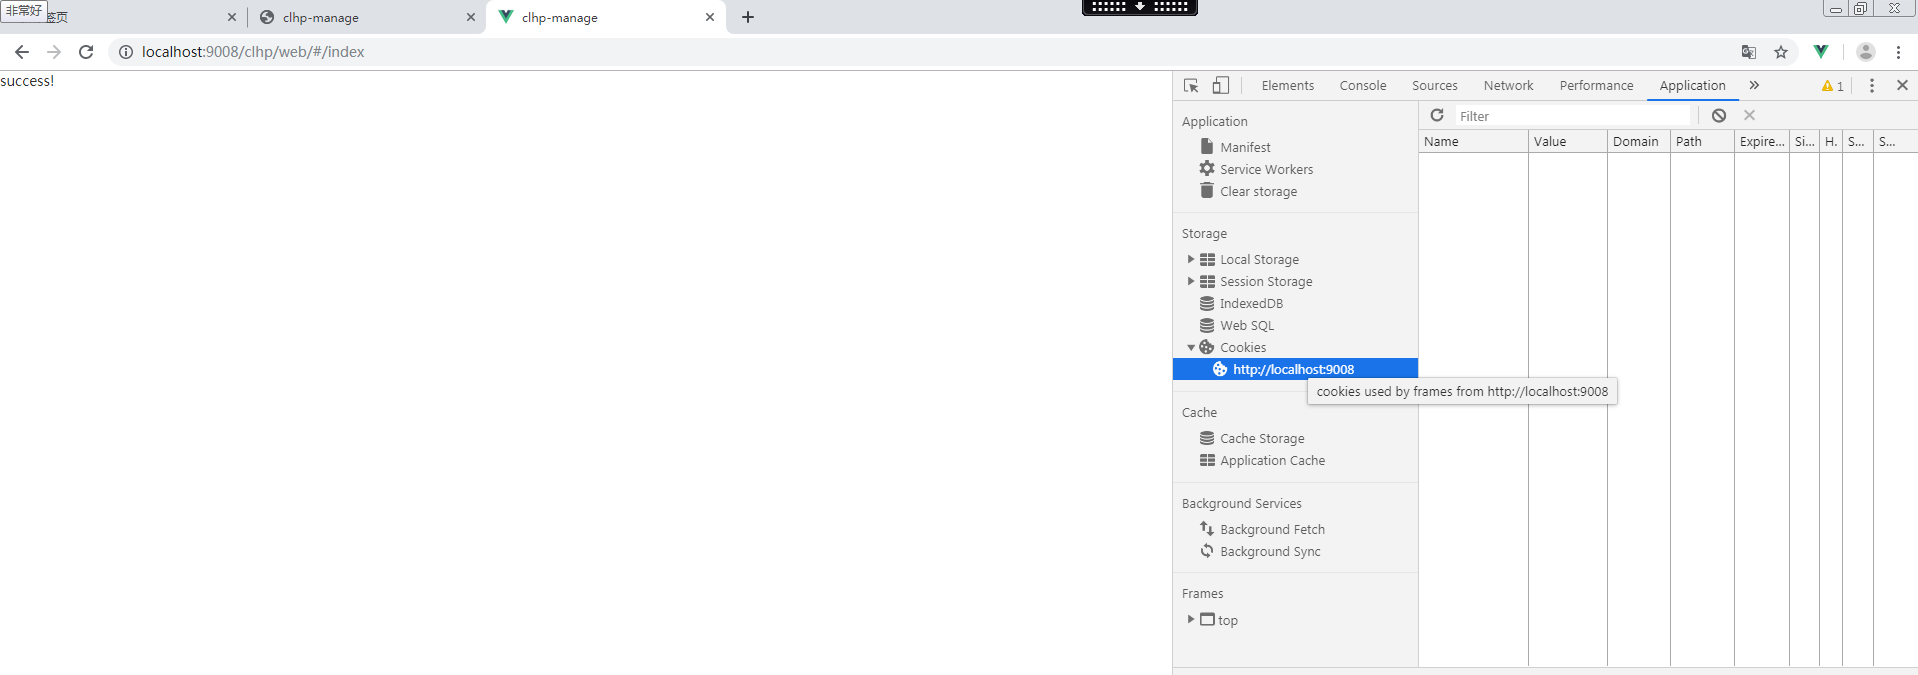 非常好
签页
clhp-manage
clhp-manage
localhost:9008/clhp/web/#/index
success!
Elements
Console
Sources
Network
Performance
Application
1
Application
Manifest
Service Workers
Clear storage
Storage
Local Storage
Session Storage
IndexedDB
Web SQL
Cookies
http://localhost:9008
cookies used by frames from http://localhost:9008
Cache
Cache Storage
Application Cache
Background Services
Background Fetch
Background Sync
Frames
top
Filter
Name
Value
Domain
Path
Expire...
Si...
H.
S...
S...